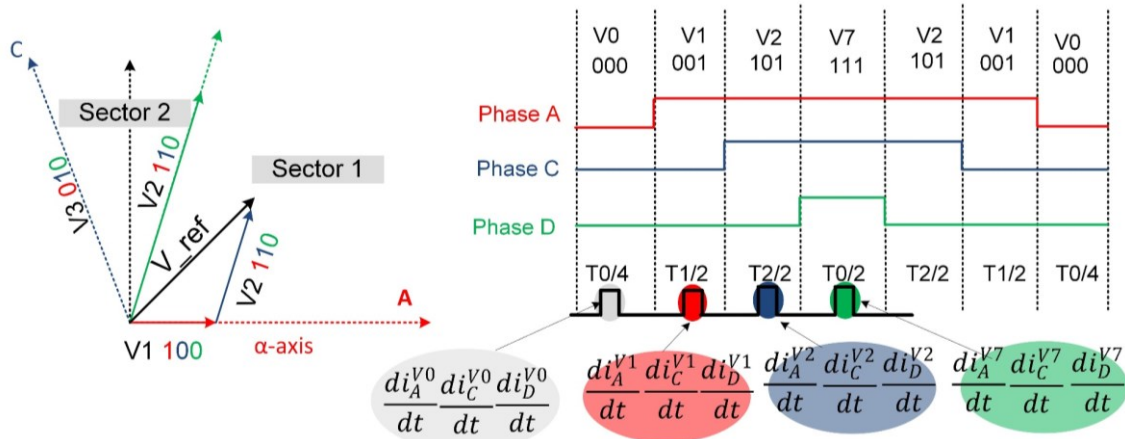 C
Sector 2
V3 010
V2 110
Sector 1
V_ref
V2 110
A
V1 100
α-axis
V0 V1 V2 V7 V2 V1 V0
000 001 101 111 101 001 000
Phase A
Phase C
Phase D
T0/4 T1/2 T2/2 T0/2 T2/2 T1/2 T0/4
di_A^{V0}/dt di_C^{V0}/dt di_D^{V0}/dt
di_A^{V1}/dt di_C^{V1}/dt di_D^{V1}/dt
di_A^{V2}/dt di_C^{V2}/dt di_D^{V2}/dt
di_A^{V7}/dt di_C^{V7}/dt di_D^{V7}/dt